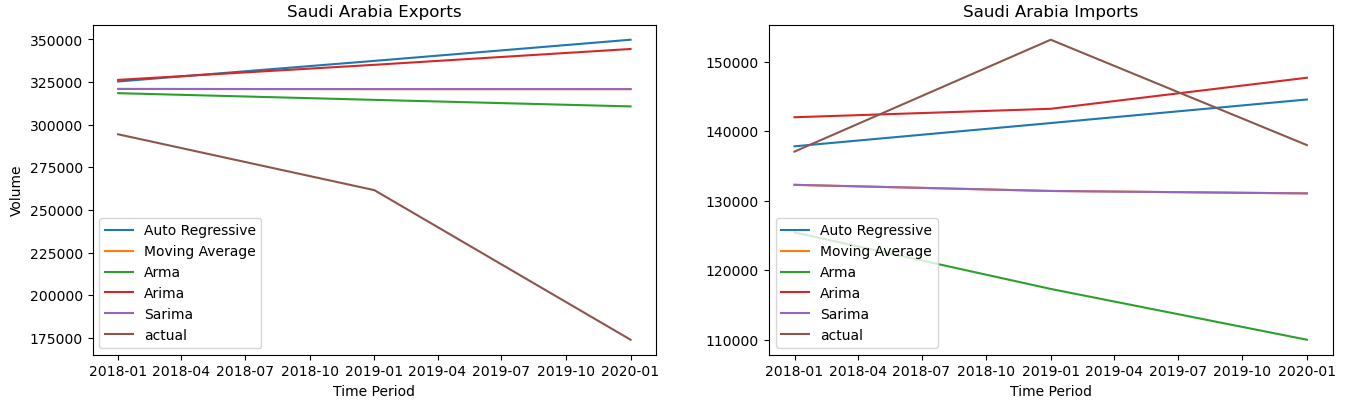 Saudi Arabia Exports
350000
325000
300000
275000
250000
225000
200000
175000
Volume
Auto Regressive
Moving Average
Arma
Arima
Sarima
actual
2018-01 2018-04 2018-07 2018-10 2019-01 2019-04 2019-07 2019-10 2020-01
Time Period
Saudi Arabia Imports
150000
140000
130000
120000
110000
Auto Regressive
Moving Average
Arma
Arima
Sarima
actual
2018-01 2018-04 2018-07 2018-10 2019-01 2019-04 2019-07 2019-10 2020-01
Time Period